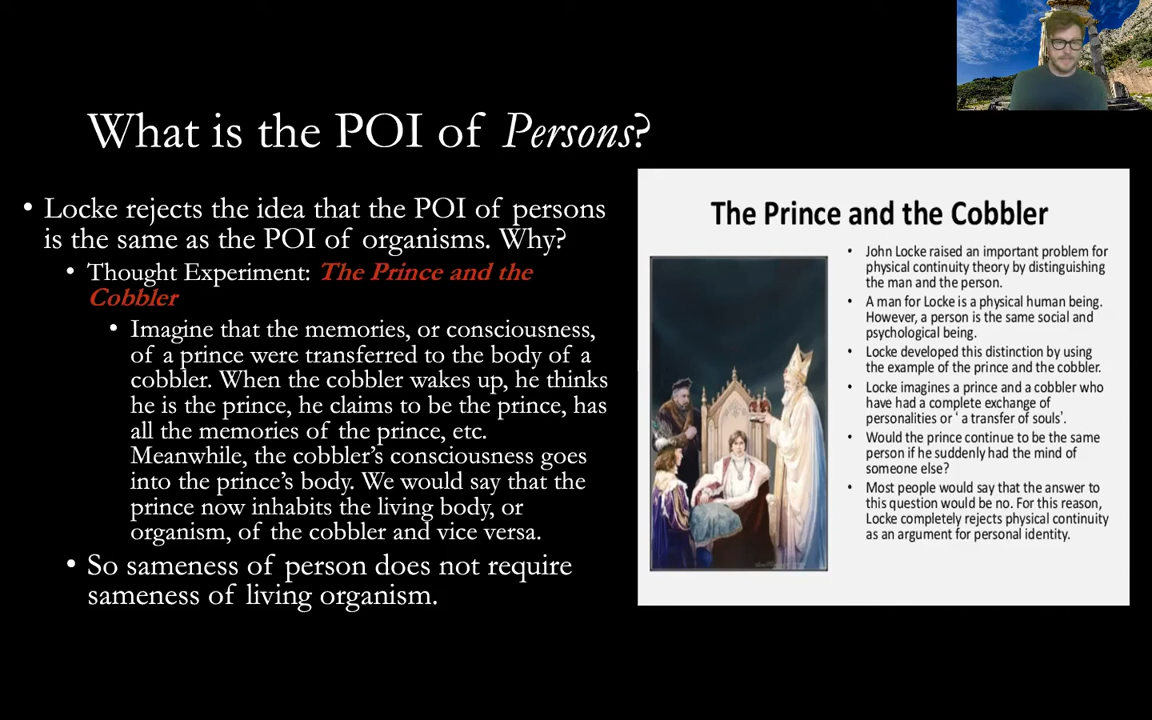 What is the POI of Persons?
• Locke rejects the idea that the POI of persons
is the same as the POI of organisms. Why?
• Thought Experiment: The Prince and the
Cobbler
• Imagine that the memories, or consciousness,
of a prince were transferred to the body of a
cobbler. When the cobbler wakes up, he thinks
he is the prince, he claims to be the prince, has
all the memories of the prince, etc.
Meanwhile, the cobbler's consciousness goes
into the prince's body. We would say that the
prince now inhabits the living body, or
organism, of the cobbler and vice versa.
• So sameness of person does not require
sameness of living organism.
The Prince and the Cobbler
• John Locke raised an important problem for
physical continuity theory by distinguishing
the man and the person.
• A man for Locke is a physical human being.
However, a person is the same social and
psychological being.
• Locke developed this distinction by using
the example of the prince and the cobbler.
• Locke imagines a prince and a cobbler who
have had a complete exchange of
personalities or ' a transfer of souls'.
• Would the prince continue to be the same
person if he suddenly had the mind of
someone else?
• Most people would say that the answer to
this question would be no. For this reason,
Locke completely rejects physical continuity
as an argument for personal identity.